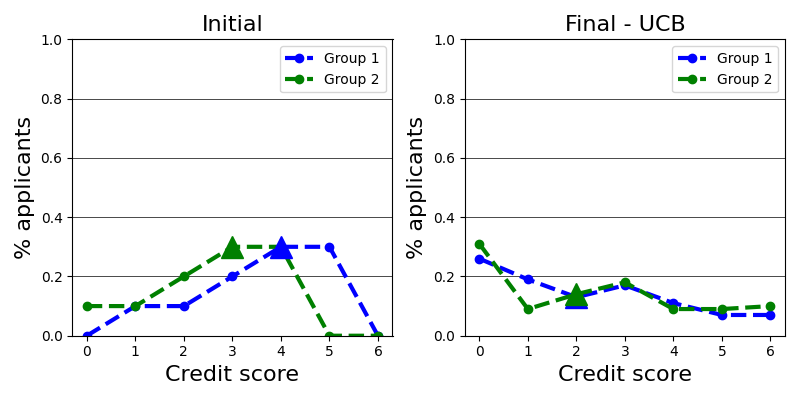 Initial
1.0
0.8
0.6
0.4
0.2
0.0
% applicants
Group 1
Group 2
0 1 2 3 4 5 6
Credit score
Final - UCB
1.0
0.8
0.6
0.4
0.2
0.0
% applicants
Group 1
Group 2
0 1 2 3 4 5 6
Credit score